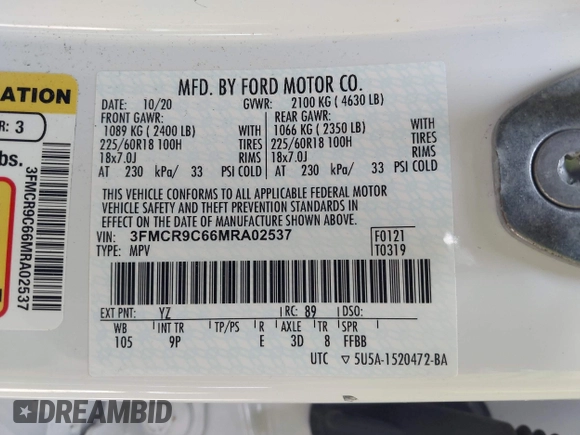 MFD. BY FORD MOTOR CO.
DATE: 10/20 GVWR: 2100 KG ( 4630 LB)
FRONT GAWR: REAR GAWR:
1089 KG ( 2400 LB) 1066 KG ( 2350 LB)
225/60R18 100H TIRES 225/60R18 100H TIRES
18x7.0J RIMS 18x7.0J RIMS
AT 230 kPa/ 33 PSI COLD AT 230 kPa/ 33 PSI COLD
THIS VEHICLE CONFORMS TO ALL APPLICABLE FEDERAL MOTOR
VEHICLE SAFETY AND THEFT PREVENTION STANDARDS IN
EFFECT ON THE DATE OF MANUFACTURE SHOWN ABOVE.
VIN: 3FMCR9C66MRA02537 F0121
TYPE: MPV T0319
EXT PNT: YZ RC: 89 DSO:
WB INT TR TP/PS R AXLE TR SPR
105 9P E 3D 8 FFBB
UTC ▽ 5U5A-1520472-BA
ATION
R: 3
bs.
3FMCR9C66MRA02537
DREAMBID